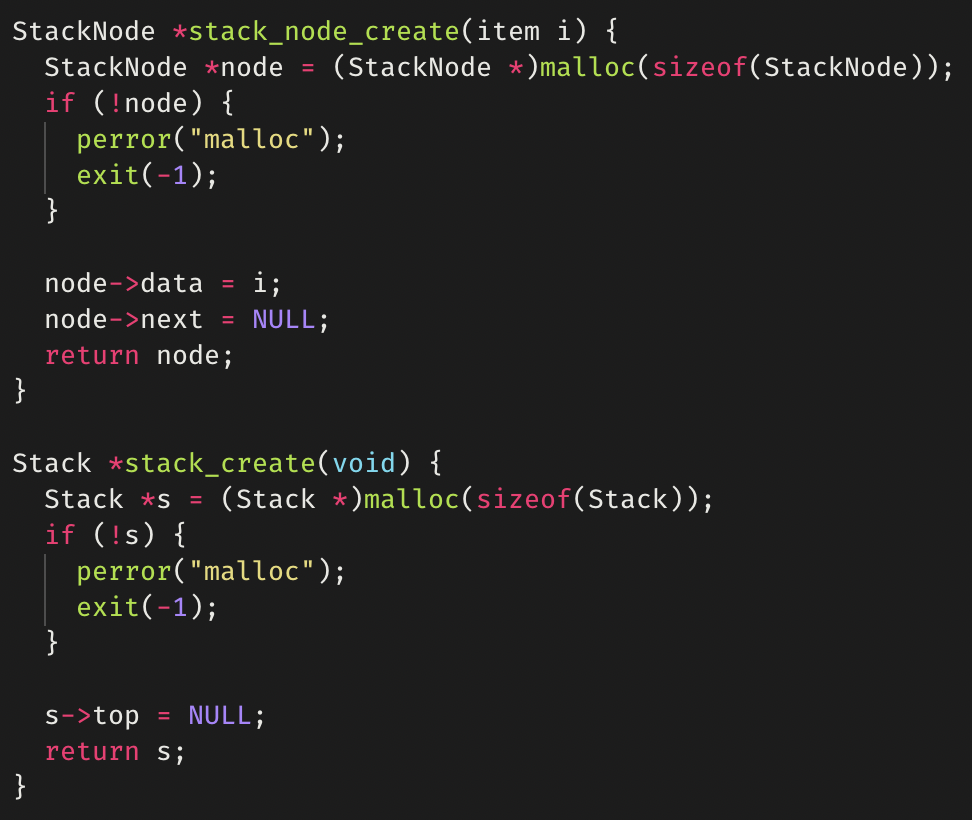 StackNode *stack_node_create(item i) {
  StackNode *node = (StackNode *)malloc(sizeof(StackNode));
  if (!node) {
    perror("malloc");
    exit(-1);
  }

  node->data = i;
  node->next = NULL;
  return node;
}

Stack *stack_create(void) {
  Stack *s = (Stack *)malloc(sizeof(Stack));
  if (!s) {
    perror("malloc");
    exit(-1);
  }

  s->top = NULL;
  return s;
}